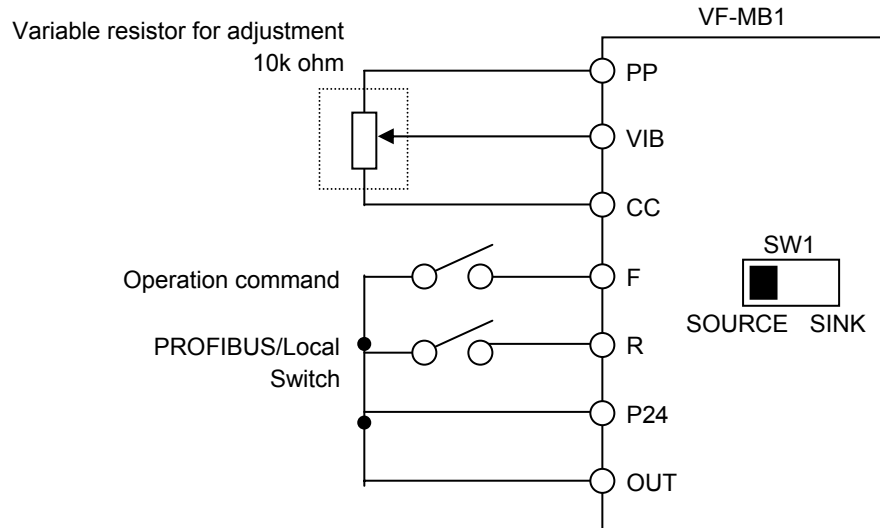 VF-MB1
Variable resistor for adjustment
10k ohm
PP
VIB
CC
SW1
Operation command
F
SOURCE SINK
PROFIBUS/Local
Switch
R
P24
OUT